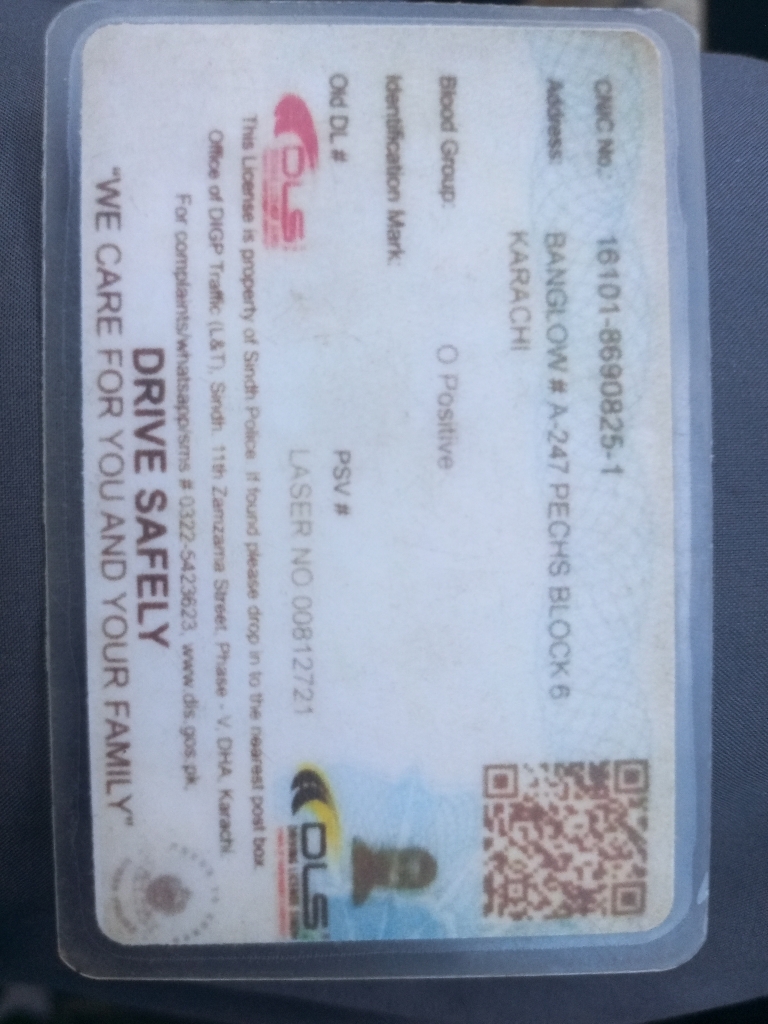 CNIC No. 16101-8690825-1
Address: BANGLOW # A-247 PECHS BLOCK 6
KARACHI
Blood Group: O Positive
Identification Mark:
Old DL # PSV #
LASER NO.00812721
DLS
DLS
This License is property of Sindh Police. If found please drop in to the nearest post box.
Office of DIGP Traffic (L&T), Sindh. 11th Zamzama Street, Phase - V, DHA, Karachi.
For complaints/whatsapp/sms # 0322-5423623, www.dls.gos.pk,
DRIVE SAFELY
"WE CARE FOR YOU AND YOUR FAMILY"